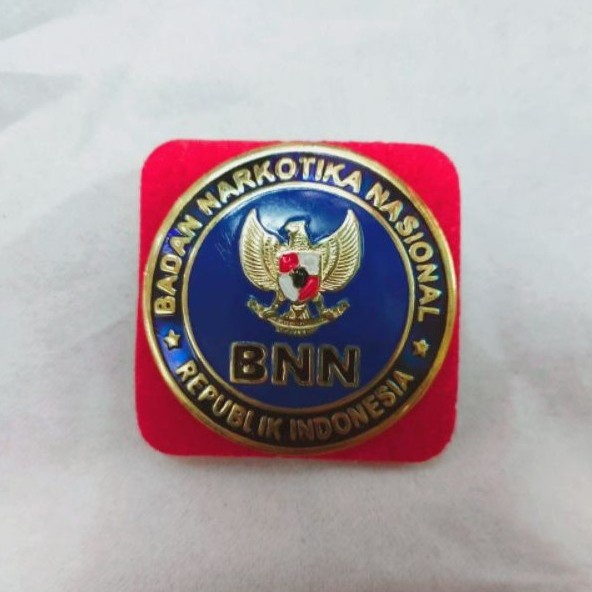 BADAN NARKOTIKA NASIONAL
BNN
REPUBLIK INDONESIA